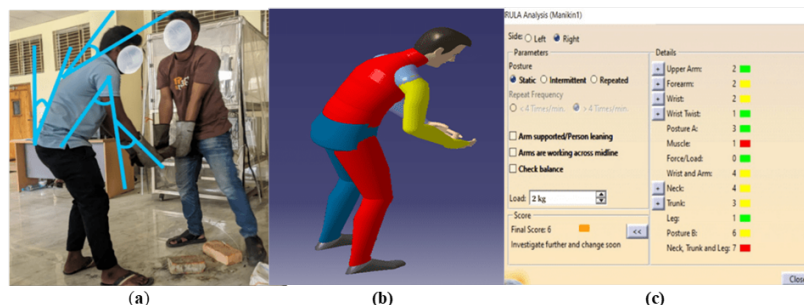 RULA Analysis (Manikin1)
Side: Left Right
Parameters
Posture
Static Intermittent Repeated
Repeat Frequency
< 4 Times/min. > 4 Times/min.
Arm supported/Person leaning
Arms are working across midline
Check balance
Load: 2 kg
Score
Final Score: 6 <<
Investigate further and change soon
Details
+ Upper Arm: 2
+ Forearm: 2
+ Wrist: 2
+ Wrist Twist: 1
Posture A: 3
Muscle: 1
Force/Load: 0
Wrist and Arm: 4
+ Neck: 4
+ Trunk: 3
Leg: 1
Posture B: 6
Neck, Trunk and Leg: 7
Close
(a) (b) (c)